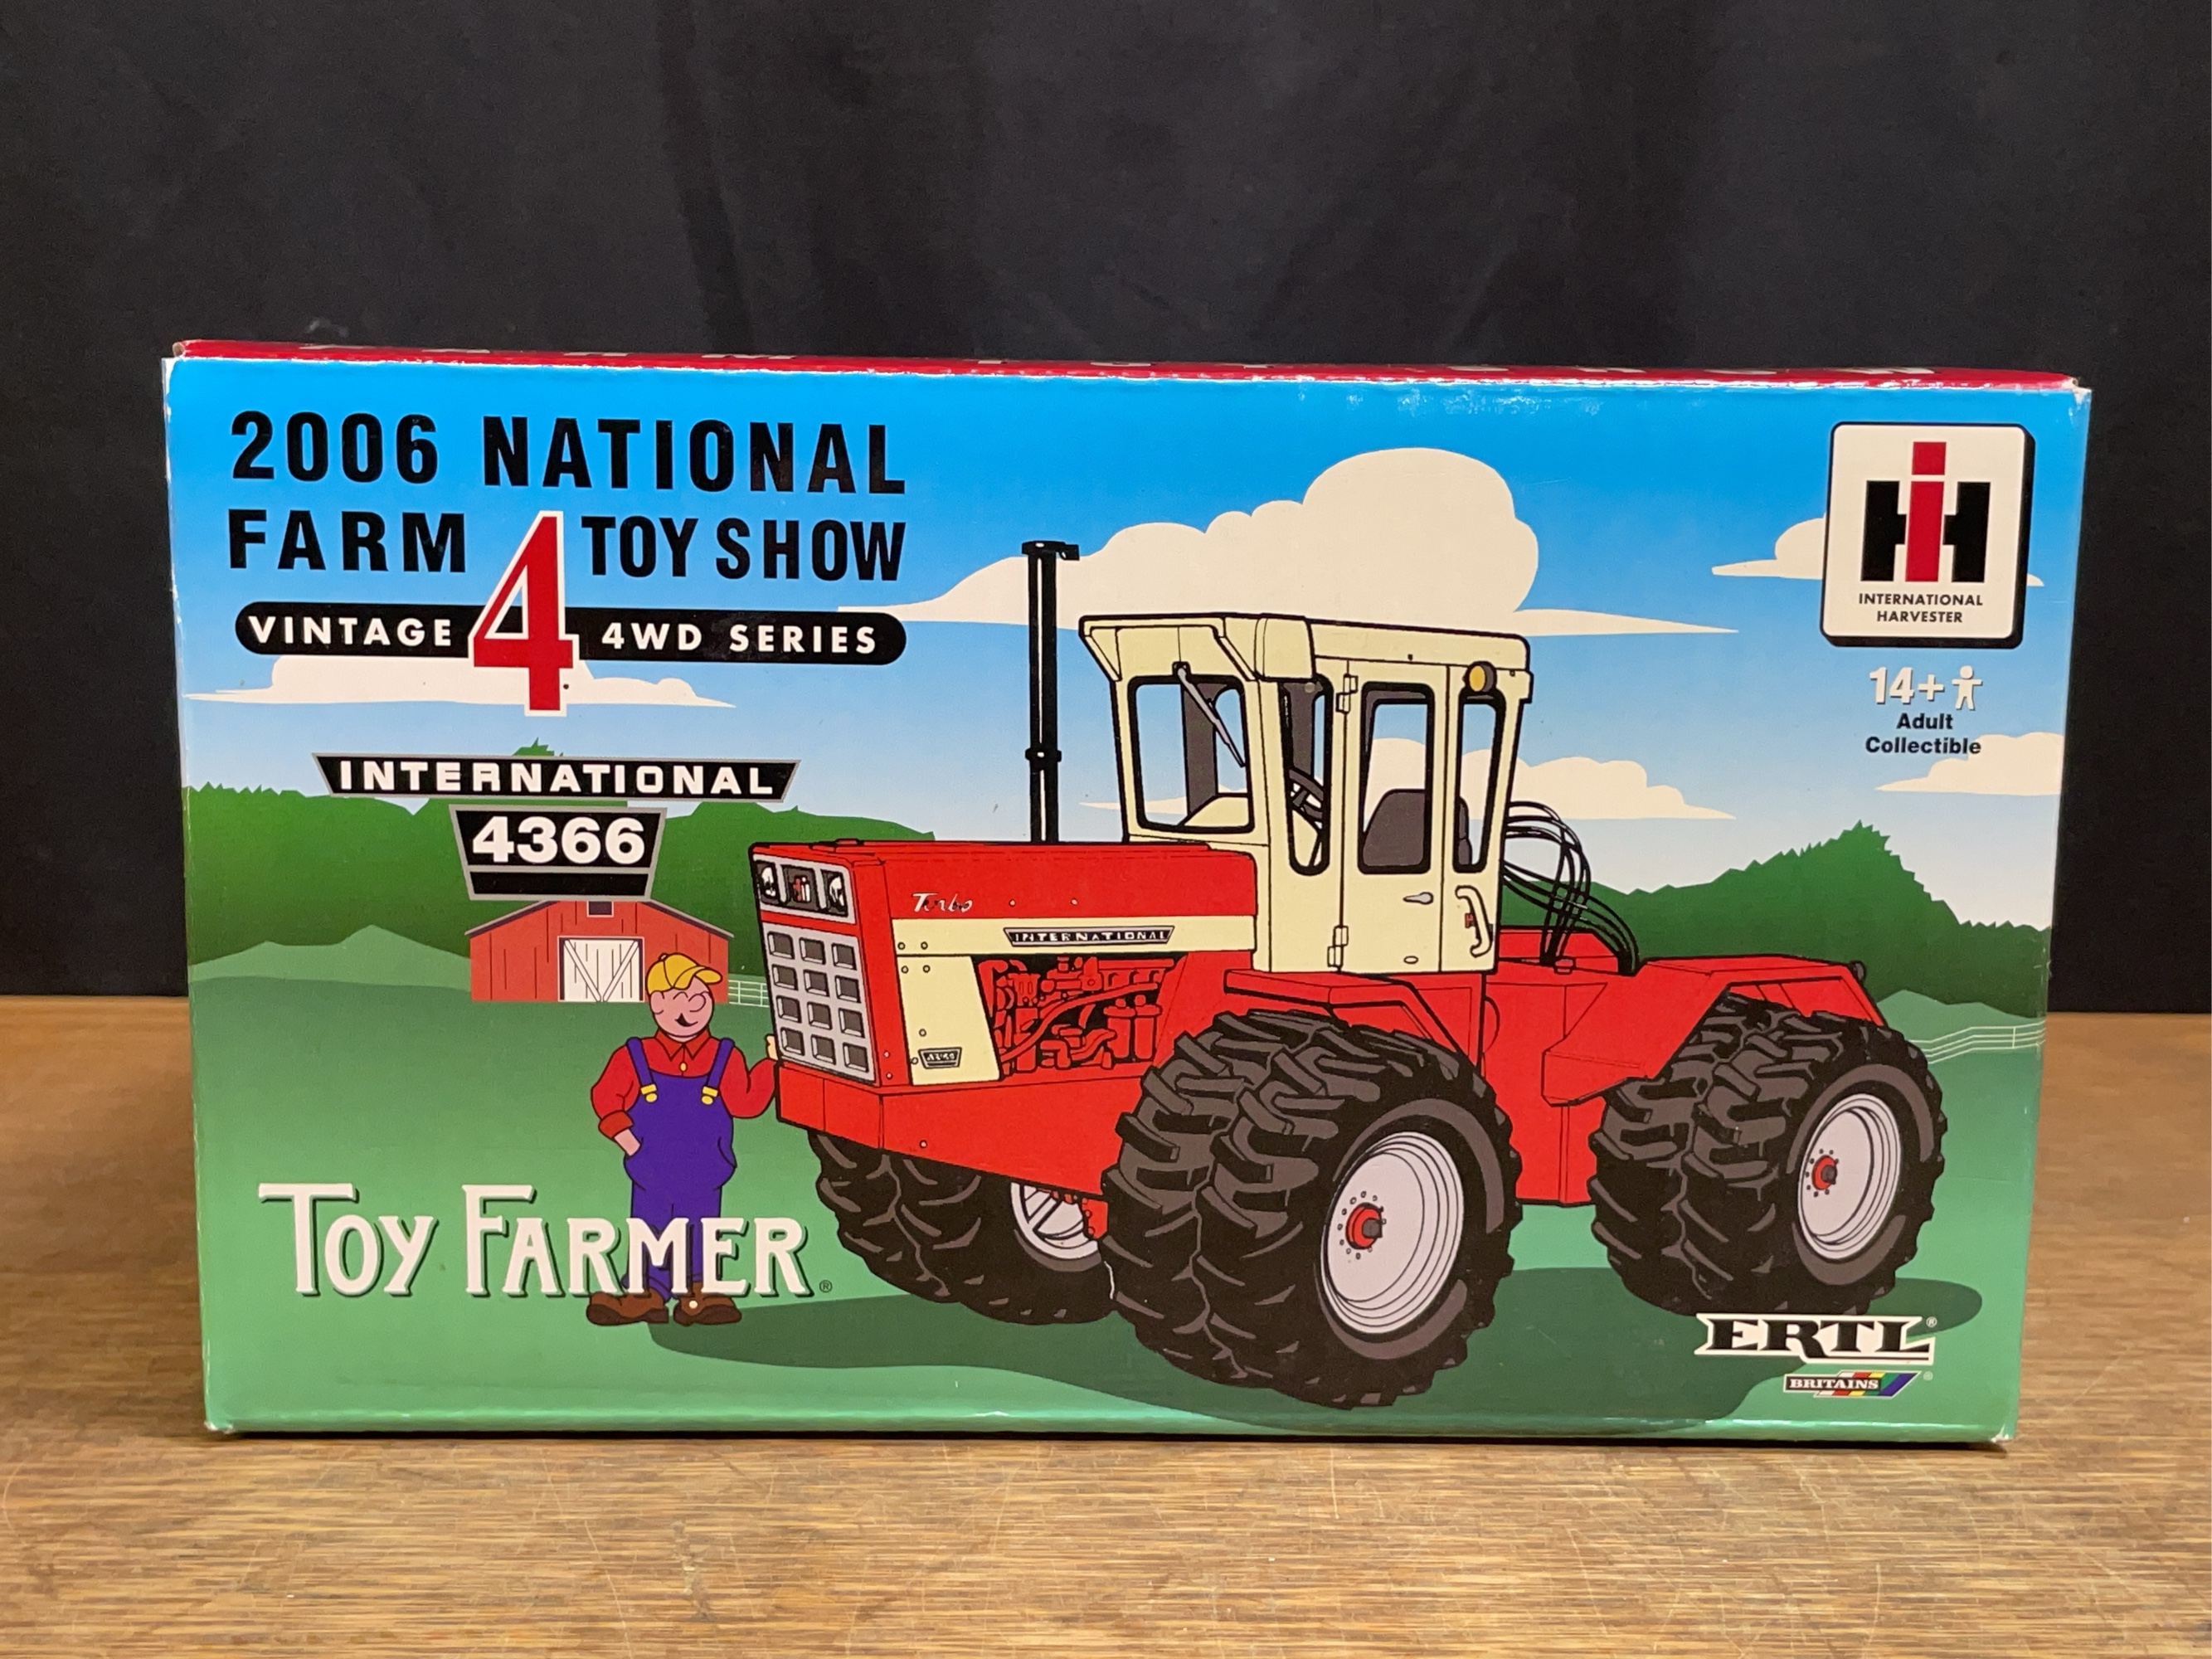 2006 NATIONAL
FARM 4 TOY SHOW
VINTAGE 4WD SERIES
INTERNATIONAL
4366
IH
INTERNATIONAL
HARVESTER
14+
Adult
Collectible
Turbo
INTERNATIONAL
TOY FARMER®
ERTL®
BRITAINS®